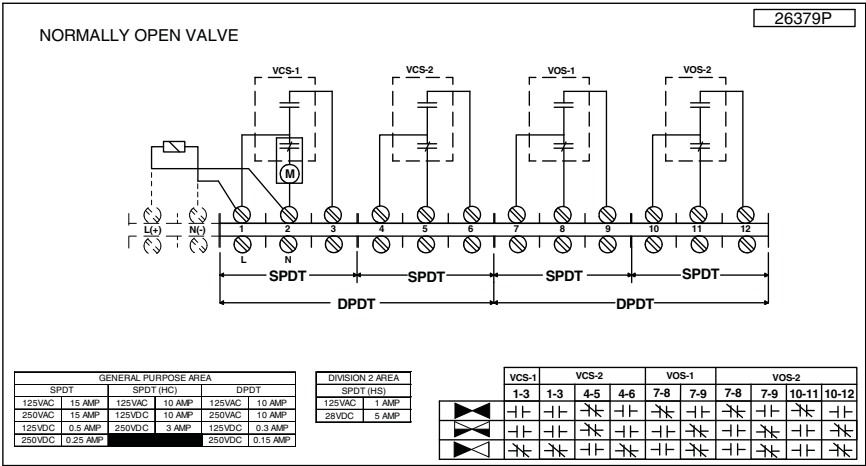 26379P
NORMALLY OPEN VALVE
VCS-1 VCS-2 VOS-1 VOS-2
M
L(+) N(-) 1 2 3 4 5 6 7 8 9 10 11 12
L N
SPDT SPDT SPDT SPDT
DPDT DPDT
GENERAL PURPOSE AREA
SPDT SPDT (HC) DPDT
125VAC 15 AMP 125VAC 10 AMP 125VAC 10 AMP
250VAC 15 AMP 125VDC 10 AMP 250VAC 10 AMP
125VDC 0.5 AMP 250VDC 3 AMP 125VDC 0.3 AMP
250VDC 0.25 AMP 250VDC 0.15 AMP
DIVISION 2 AREA
SPDT (HS)
125VAC 1 AMP
28VDC 5 AMP
VCS-1 VCS-2 VOS-1 VOS-2
1-3 1-3 4-5 4-6 7-8 7-9 7-8 7-9 10-11 10-12